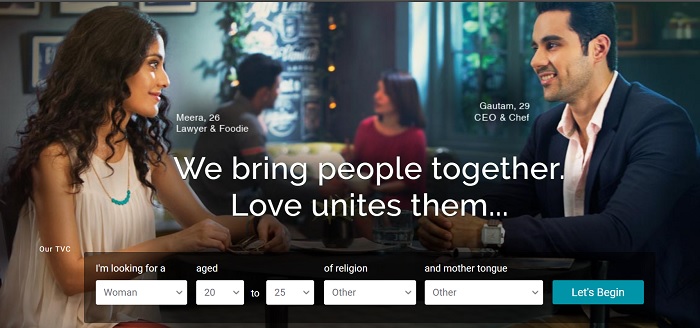 Meera, 26
Lawyer & Foodie
Gautam, 29
CEO & Chef
We bring people together.
Love unites them...
Our TVC
I'm looking for a
aged
of religion
and mother tongue
Woman
20
to
25
Other
Other
Let's Begin